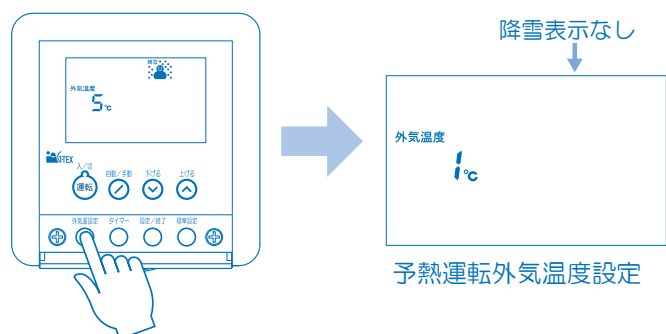 降雪表示なし
降雪
外気温度
5℃
外気温度
1℃
入/切
運転
自動/手動
下げる
上げる
外気温設定
タイマー
設定/終了
標準設定
予熱運転外気温度設定